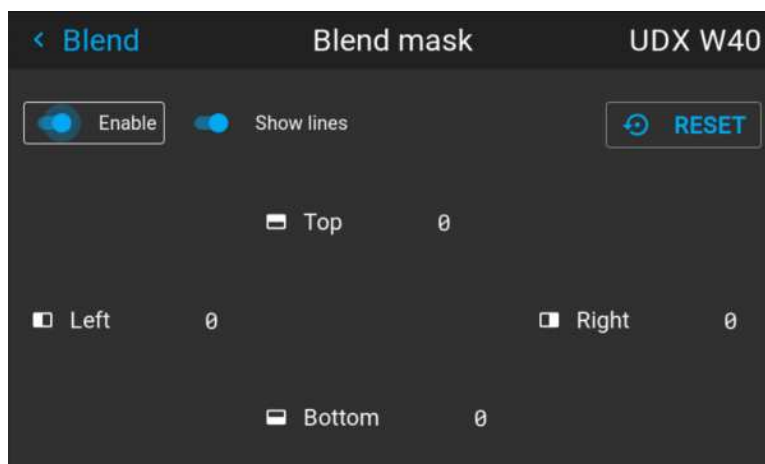 < Blend Blend mask UDX W40
Enable Show lines RESET
Top 0
Left 0 Right 0
Bottom 0